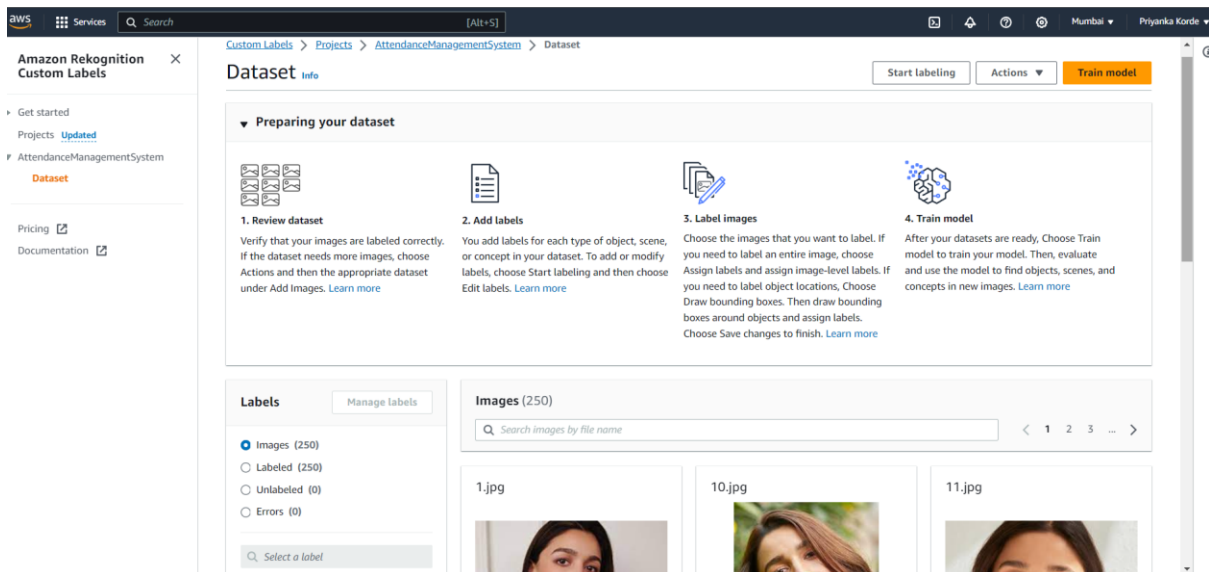 aws Services Search [Alt+S] Mumbai ▼ Priyanka Korde ▼
Amazon Rekognition
Custom Labels
Get started
Projects Updated
AttendanceManagementSystem
Dataset
Pricing
Documentation
Custom Labels > Projects > AttendanceManagementSystem > Dataset
Dataset Info
Start labeling Actions ▼ Train model
▼ Preparing your dataset
1. Review dataset
Verify that your images are labeled correctly.
If the dataset needs more images, choose
Actions and then the appropriate dataset
under Add Images. Learn more
2. Add labels
You add labels for each type of object, scene,
or concept in your dataset. To add or modify
labels, choose Start labeling and then choose
Edit labels. Learn more
3. Label images
Choose the images that you want to label. If
you need to label an entire image, choose
Assign labels and assign image-level labels. If
you need to label object locations, Choose
Draw bounding boxes. Then draw bounding
boxes around objects and assign labels.
Choose Save changes to finish. Learn more
4. Train model
After your datasets are ready, Choose Train
model to train your model. Then, evaluate
and use the model to find objects, scenes, and
concepts in new images. Learn more
Labels Manage labels
Images (250)
Labeled (250)
Unlabeled (0)
Errors (0)
Select a label
Images (250)
Search images by file name
< 1 2 3 ... >
1.jpg 10.jpg 11.jpg